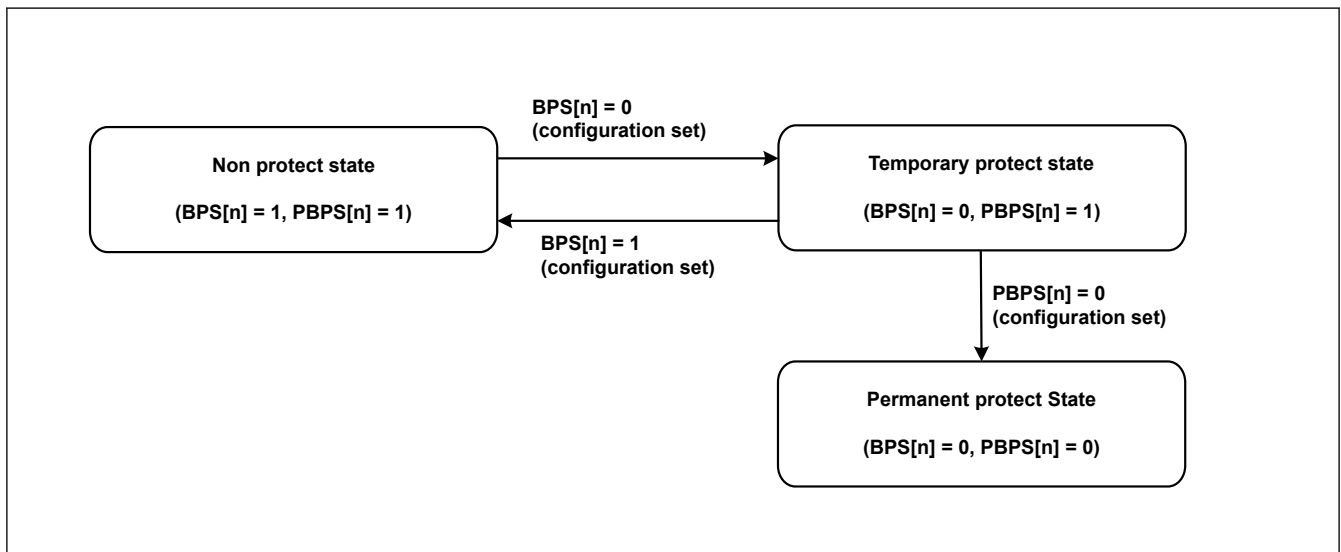 BPS[n] = 0
(configuration set)
Non protect state
(BPS[n] = 1, PBPS[n] = 1)
Temporary protect state
(BPS[n] = 0, PBPS[n] = 1)
BPS[n] = 1
(configuration set)
PBPS[n] = 0
(configuration set)
Permanent protect State
(BPS[n] = 0, PBPS[n] = 0)